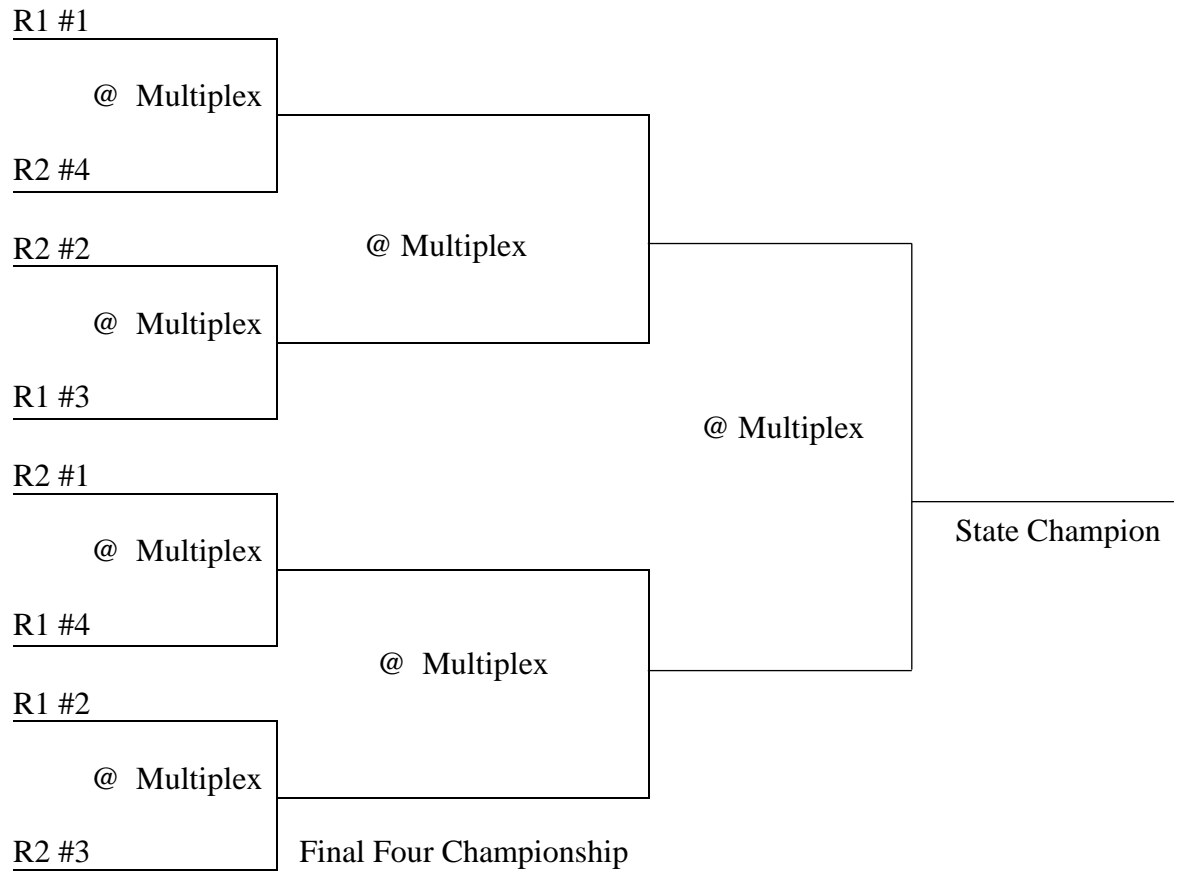 R1 #1
@ Multiplex
R2 #4
R2 #2
@ Multiplex
@ Multiplex
R1 #3
@ Multiplex
R2 #1
State Champion
@ Multiplex
R1 #4
@ Multiplex
R1 #2
@ Multiplex
R2 #3
Final Four Championship